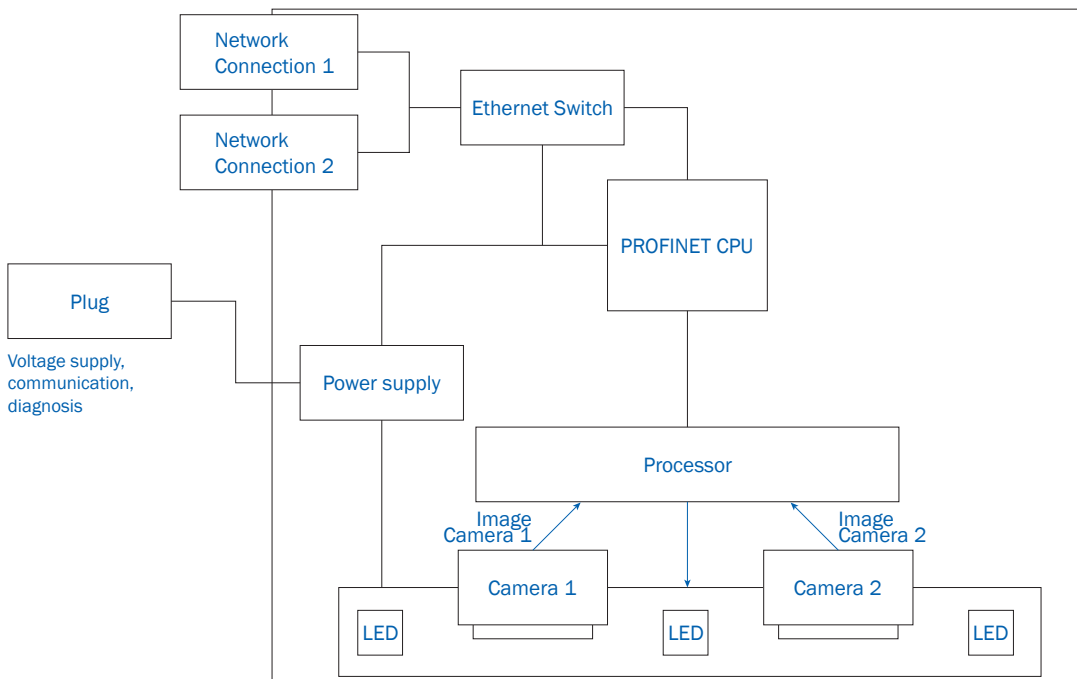 Network
Connection 1
Ethernet Switch
Network
Connection 2
PROFINET CPU
Plug
Voltage supply,
communication,
diagnosis
Power supply
Processor
Image
Camera 1
Image
Camera 2
Camera 1
Camera 2
LED
LED
LED